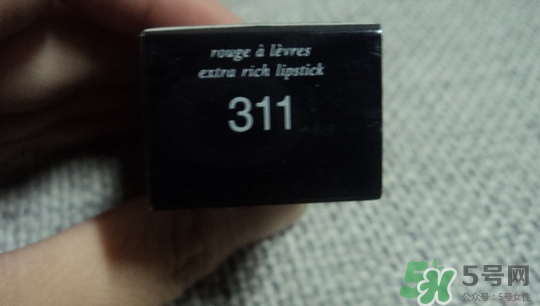 rouge à lèvres
extra rich lipstick
311
5号网
公众号：5号女性